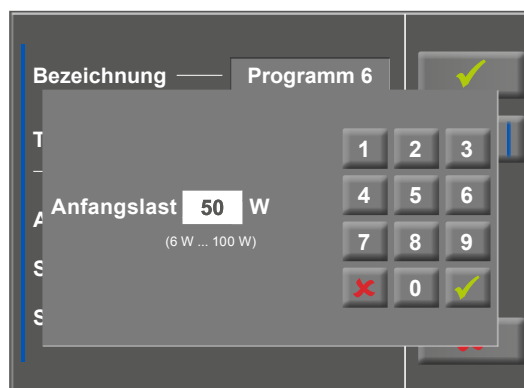 Bezeichnung Programm 6
T
1 2 3
A
Anfangslast 50 W
4 5 6
(6 W ... 100 W)
7 8 9
S
0
S